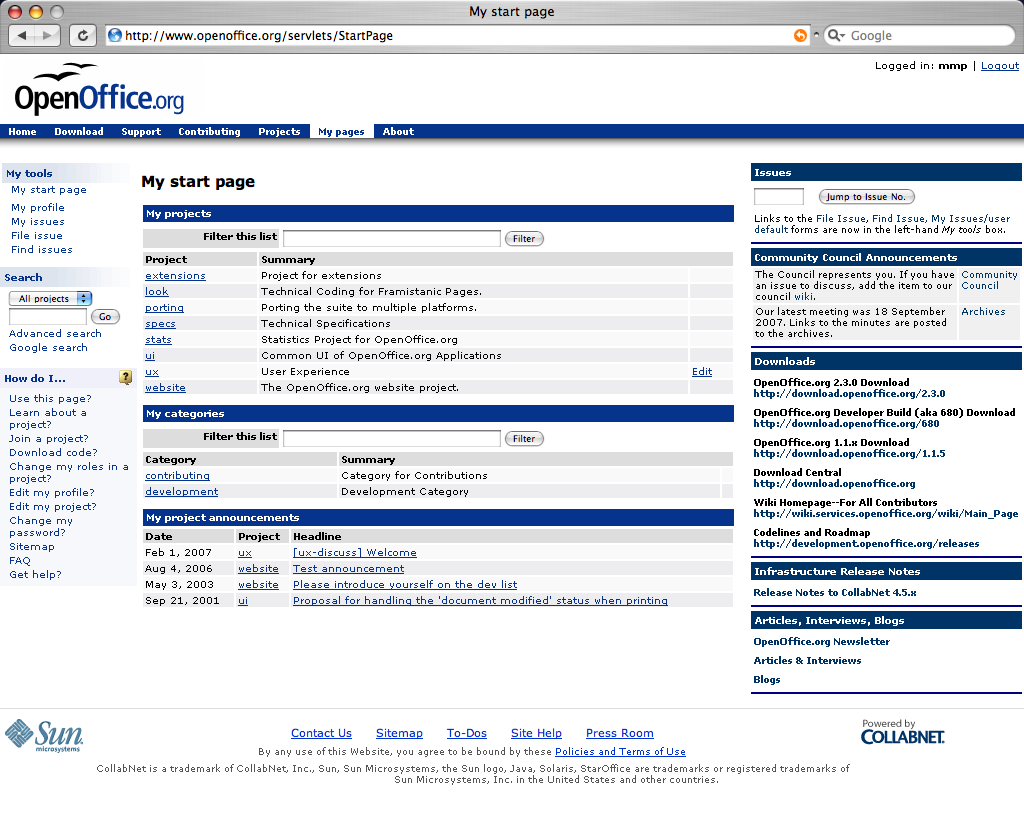 My start page
http://www.openoffice.org/servlets/StartPage
Google
OpenOffice.org
Logged in: mmp | Logout
Home Download Support Contributing Projects My pages About
My tools
My start page
My profile
My issues
File issue
Find issues
Search
All projects
Go
Advanced search
Google search
How do I... ?
Use this page?
Learn about a
project?
Join a project?
Download code?
Change my roles in a
project?
Edit my profile?
Edit my project?
Change my
password?
Sitemap
FAQ
Get help?
My start page
My projects
Filter this list Filter
Project Summary
extensions Project for extensions
look Technical Coding for Framistanic Pages.
porting Porting the suite to multiple platforms.
specs Technical Specifications
stats Statistics Project for OpenOffice.org
ui Common UI of OpenOffice.org Applications
ux User Experience Edit
website The OpenOffice.org website project.
My categories
Filter this list Filter
Category Summary
contributing Category for Contributions
development Development Category
My project announcements
Date Project Headline
Feb 1, 2007 ux [ux-discuss] Welcome
Aug 4, 2006 website Test announcement
May 3, 2003 website Please introduce yourself on the dev list
Sep 21, 2001 ui Proposal for handling the 'document modified' status when printing
Issues
Jump to Issue No.
Links to the File Issue, Find Issue, My Issues/user
default forms are now in the left-hand My tools box.
Community Council Announcements
The Council represents you. If you have
an issue to discuss, add the item to our
council wiki.
Community
Council
Our latest meeting was 18 September
2007. Links to the minutes are posted
to the archives.
Archives
Downloads
OpenOffice.org 2.3.0 Download
http://download.openoffice.org/2.3.0
OpenOffice.org Developer Build (aka 680) Download
http://download.openoffice.org/680
OpenOffice.org 1.1.x Download
http://download.openoffice.org/1.1.5
Download Central
http://download.openoffice.org
Wiki Homepage--For All Contributors
http://wiki.services.openoffice.org/wiki/Main_Page
Codelines and Roadmap
http://development.openoffice.org/releases
Infrastructure Release Notes
Release Notes to CollabNet 4.5.x
Articles, Interviews, Blogs
OpenOffice.org Newsletter
Articles & Interviews
Blogs
Sun
microsystems
Contact Us Sitemap To-Dos Site Help Press Room
By any use of this Website, you agree to be bound by these Policies and Terms of Use
CollabNet is a trademark of CollabNet, Inc., Sun, Sun Microsystems, the Sun logo, Java, Solaris, StarOffice are trademarks or registered trademarks of
Sun Microsystems, Inc. in the United States and other countries.
Powered by
COLLABNET.